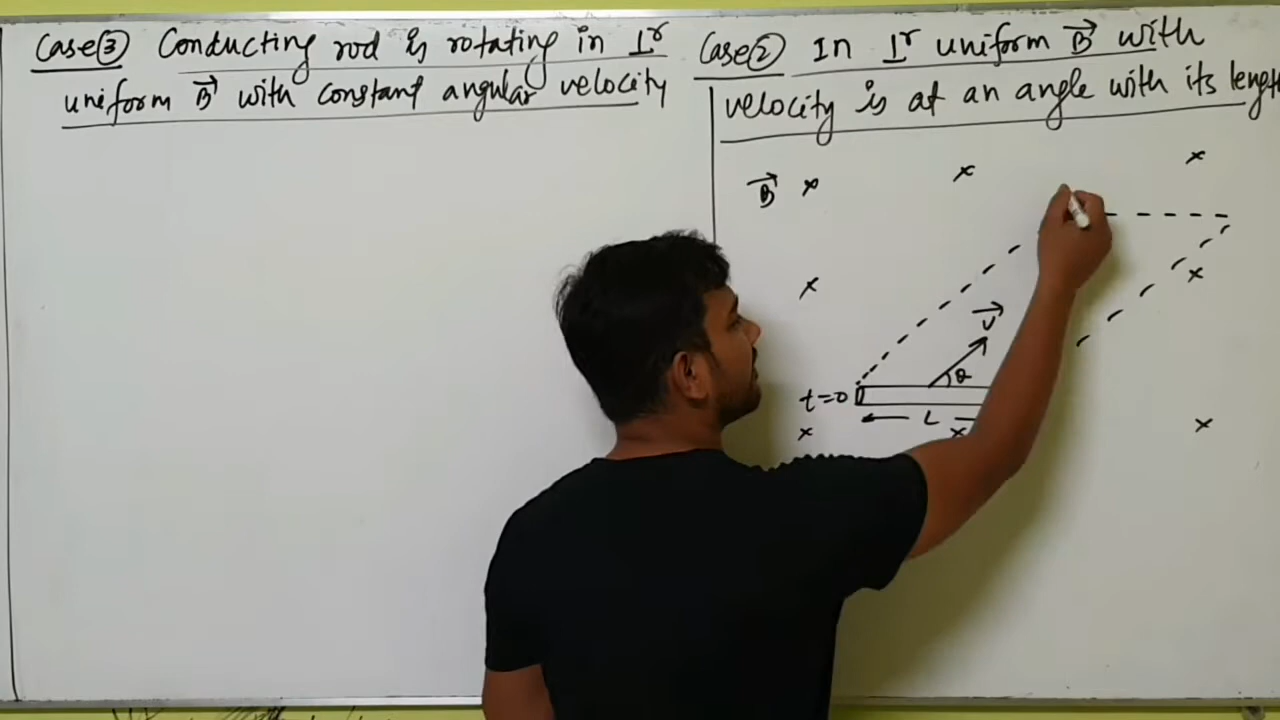 Case③ Conducting rod is rotating in ⊥r
uniform B⃗ with constant angular velocity
Case② In ⊥r uniform B⃗ with
velocity is at an angle with its length
B⃗ x x x
x x
v⃗
θ
t=0
L
x x x